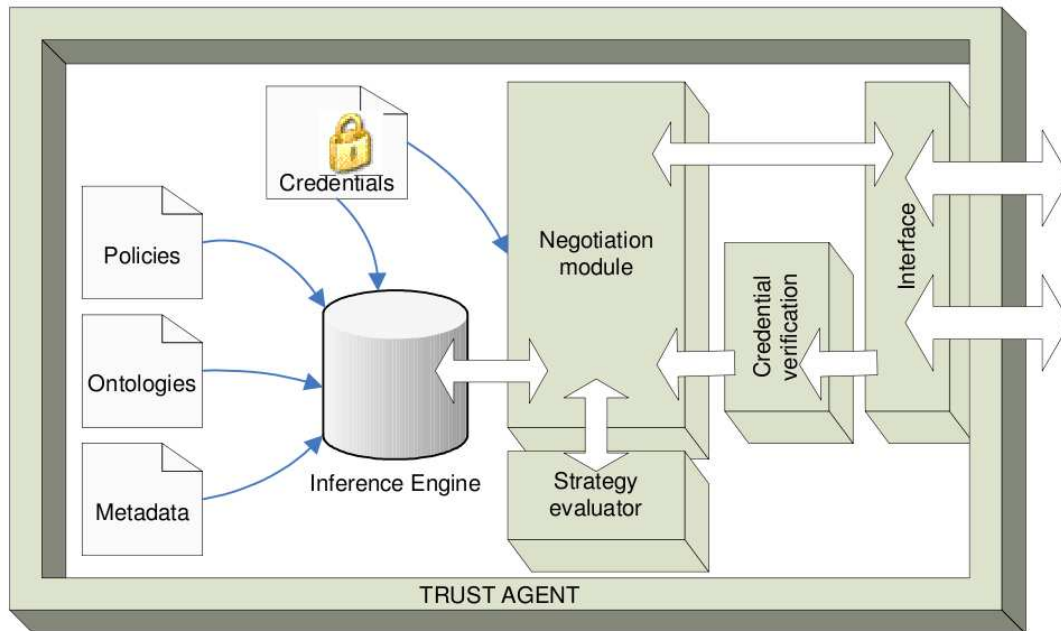 Credentials
Policies
Ontologies
Metadata
Inference Engine
Negotiation
module
Strategy
evaluator
Credential
verification
Interface
TRUST AGENT